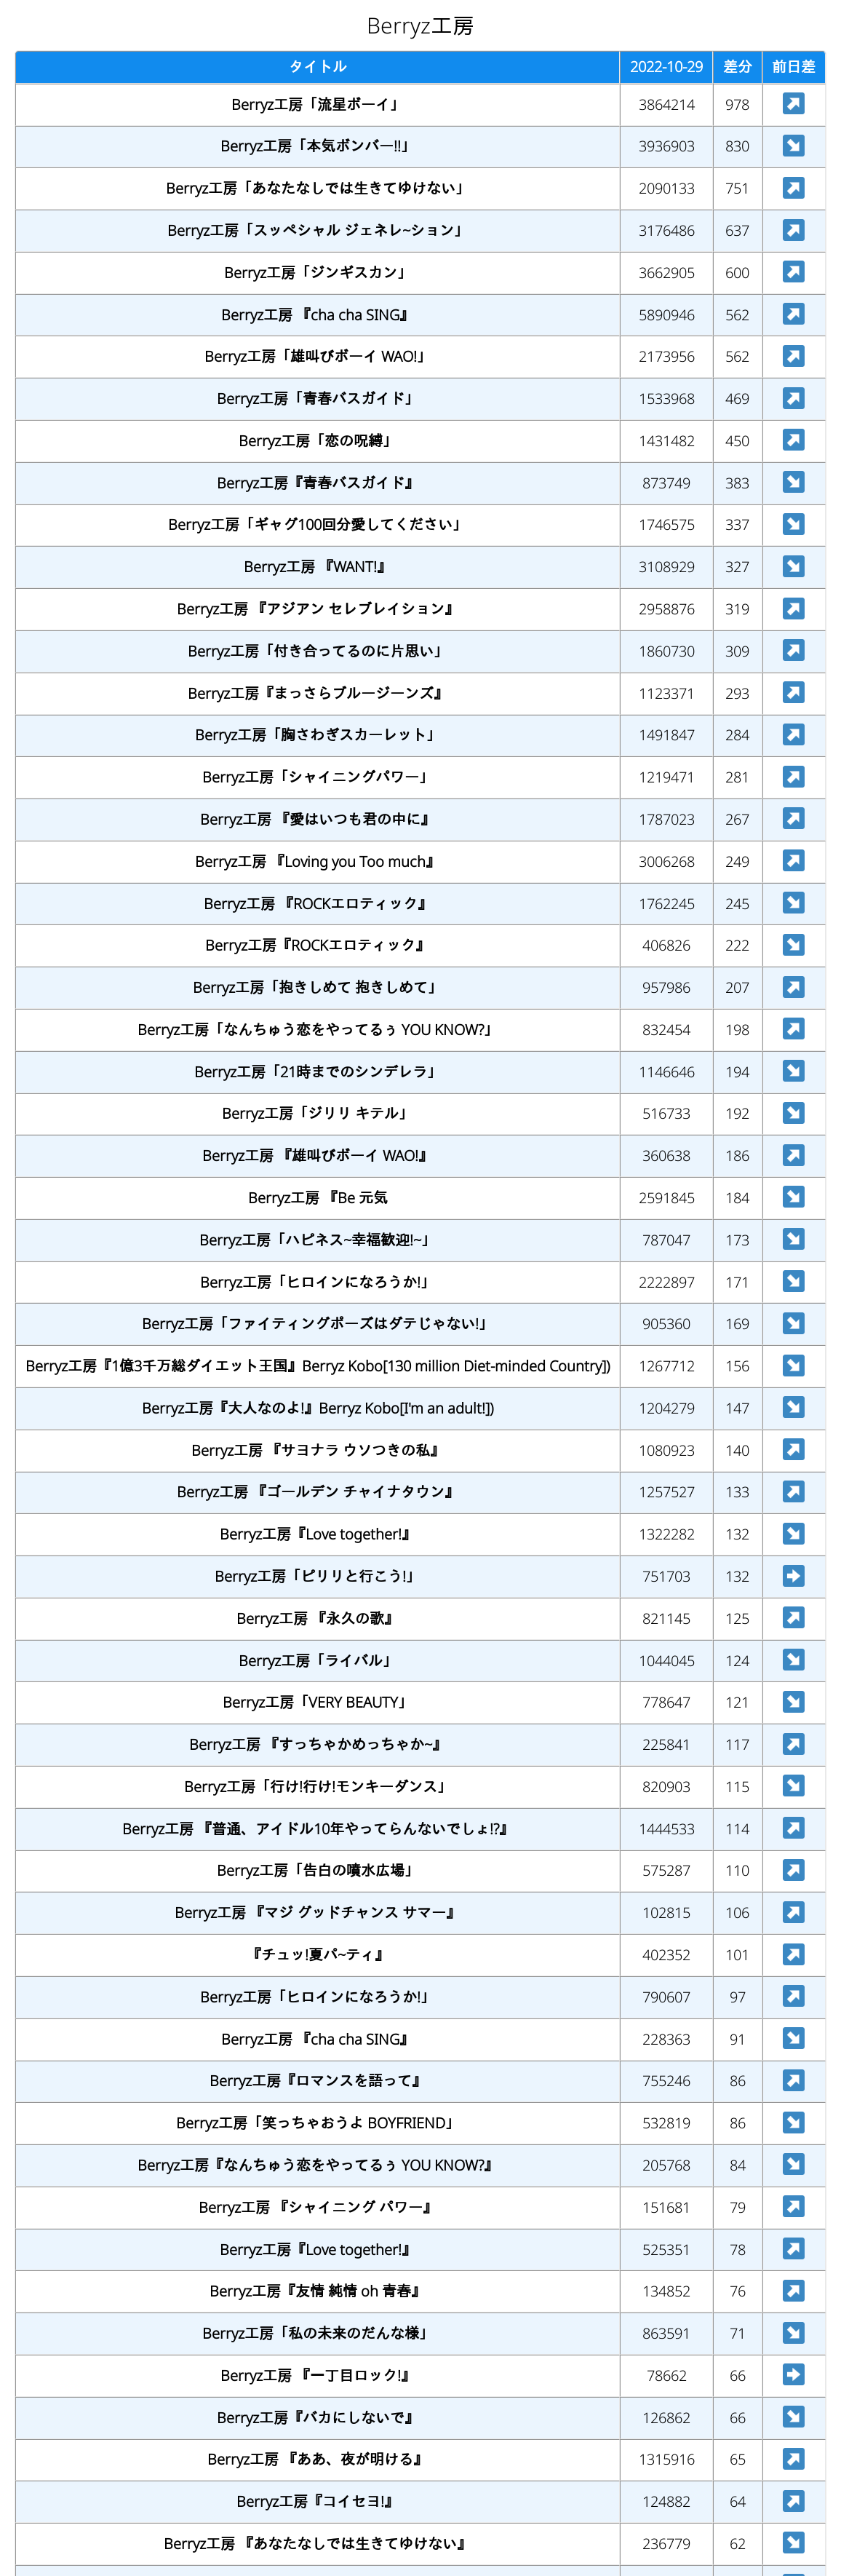 Berryz工房
タイトル 2022-10-29 差分 前日差
Berryz工房「流星ボーイ」 3864214 978 ↗
Berryz工房「本気ボンバー!!」 3936903 830 ↘
Berryz工房「あなたなしでは生きてゆけない」 2090133 751 ↗
Berryz工房「スッペシャル ジェネレ~ション」 3176486 637 ↗
Berryz工房「ジンギスカン」 3662905 600 ↗
Berryz工房 『cha cha SING』 5890946 562 ↗
Berryz工房「雄叫びボーイ WAO!」 2173956 562 ↗
Berryz工房「青春バスガイド」 1533968 469 ↗
Berryz工房「恋の呪縛」 1431482 450 ↗
Berryz工房『青春バスガイド』 873749 383 ↘
Berryz工房「ギャグ100回分愛してください」 1746575 337 ↘
Berryz工房 『WANT!』 3108929 327 ↘
Berryz工房 『アジアン セレブレイション』 2958876 319 ↗
Berryz工房「付き合ってるのに片思い」 1860730 309 ↗
Berryz工房『まっさらブルージーンズ』 1123371 293 ↗
Berryz工房「胸さわぎスカーレット」 1491847 284 ↗
Berryz工房「シャイニングパワー」 1219471 281 ↗
Berryz工房 『愛はいつも君の中に』 1787023 267 ↗
Berryz工房 『Loving you Too much』 3006268 249 ↗
Berryz工房 『ROCKエロティック』 1762245 245 ↘
Berryz工房『ROCKエロティック』 406826 222 ↘
Berryz工房「抱きしめて 抱きしめて」 957986 207 ↗
Berryz工房「なんちゅう恋をやってるぅ YOU KNOW?」 832454 198 ↗
Berryz工房「21時までのシンデレラ」 1146646 194 ↘
Berryz工房「ジリリ キテル」 516733 192 ↘
Berryz工房 『雄叫びボーイ WAO!』 360638 186 ↗
Berryz工房 『Be 元気 2591845 184 ↘
Berryz工房「ハピネス~幸福歓迎!~」 787047 173 ↘
Berryz工房「ヒロインになろうか!」 2222897 171 ↘
Berryz工房「ファイティングポーズはダテじゃない!」 905360 169 ↘
Berryz工房『1億3千万総ダイエット王国』Berryz Kobo[130 million Diet-minded Country]) 1267712 156 ↘
Berryz工房『大人なのよ!』Berryz Kobo[I'm an adult!]) 1204279 147 ↘
Berryz工房 『サヨナラ ウソつきの私』 1080923 140 ↗
Berryz工房 『ゴールデン チャイナタウン』 1257527 133 ↗
Berryz工房『Love together!』 1322282 132 ↘
Berryz工房「ピリリと行こう!」 751703 132 ➡
Berryz工房 『永久の歌』 821145 125 ↗
Berryz工房「ライバル」 1044045 124 ↘
Berryz工房「VERY BEAUTY」 778647 121 ↘
Berryz工房 『すっちゃかめっちゃか~』 225841 117 ↗
Berryz工房「行け!行け!モンキーダンス」 820903 115 ↘
Berryz工房 『普通、アイドル10年やってらんないでしょ!?』 1444533 114 ↗
Berryz工房「告白の噴水広場」 575287 110 ↗
Berryz工房 『マジ グッドチャンス サマー』 102815 106 ↗
『チュッ!夏パ~ティ』 402352 101 ↗
Berryz工房「ヒロインになろうか!」 790607 97 ↗
Berryz工房 『cha cha SING』 228363 91 ↘
Berryz工房『ロマンスを語って』 755246 86 ↗
Berryz工房「笑っちゃおうよ BOYFRIEND」 532819 86 ↘
Berryz工房『なんちゅう恋をやってるぅ YOU KNOW?』 205768 84 ↘
Berryz工房 『シャイニング パワー』 151681 79 ↗
Berryz工房『Love together!』 525351 78 ↗
Berryz工房『友情 純情 oh 青春』 134852 76 ↗
Berryz工房「私の未来のだんな様」 863591 71 ↘
Berryz工房 『一丁目ロック!』 78662 66 ➡
Berryz工房『バカにしないで』 126862 66 ↘
Berryz工房 『ああ、夜が明ける』 1315916 65 ↗
Berryz工房『コイセヨ!』 124882 64 ↗
Berryz工房 『あなたなしでは生きてゆけない』 236779 62 ↘